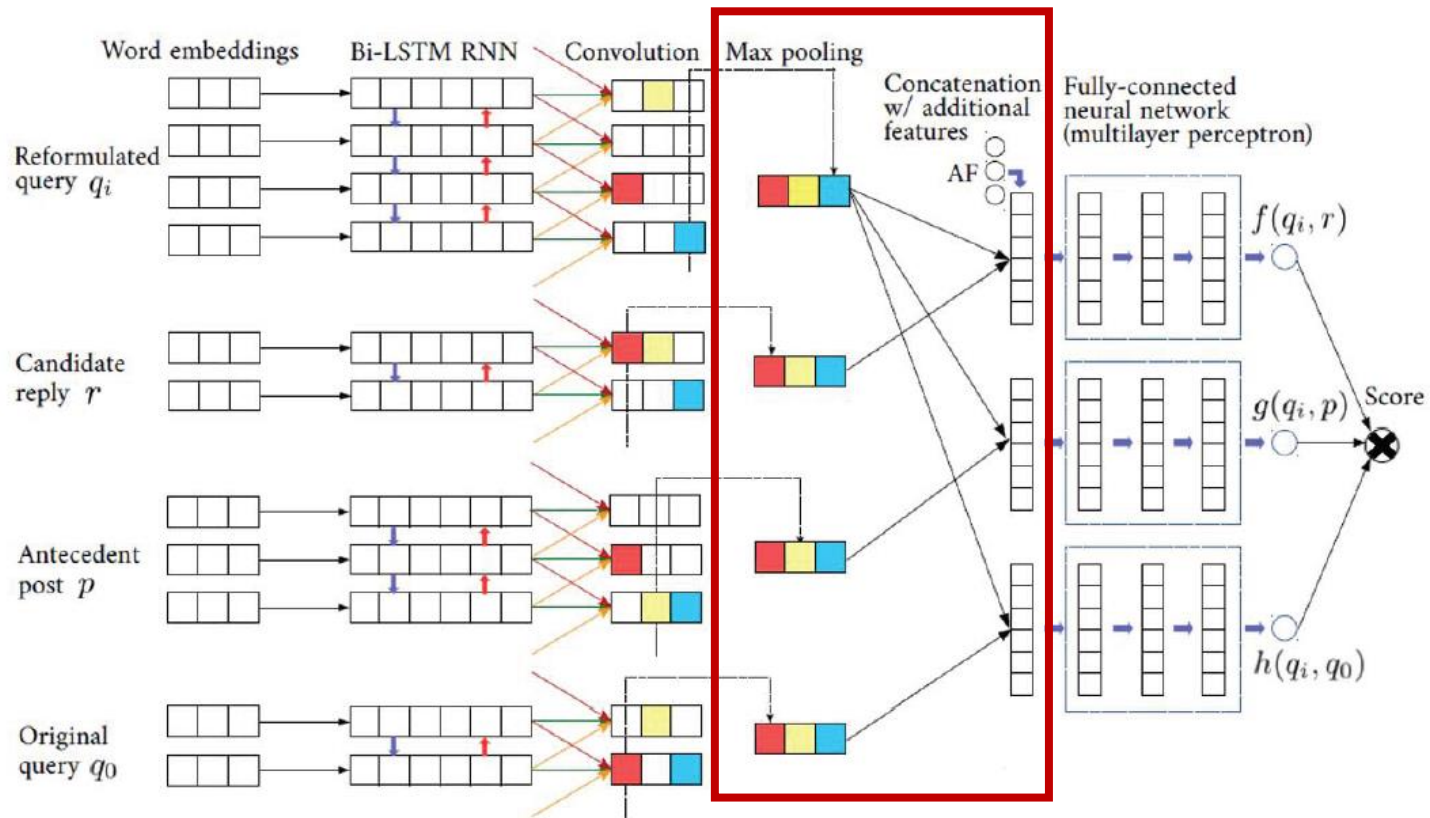 Word embeddings
Bi-LSTM RNN
Convolution
Max pooling
Concatenation
w/ additional
features
Fully-connected
neural network
(multilayer perceptron)
AF
Reformulated
query qᵢ
f(qᵢ, r)
Candidate
reply r
g(qᵢ, p)
Score
Antecedent
post p
h(qᵢ, q₀)
Original
query q₀